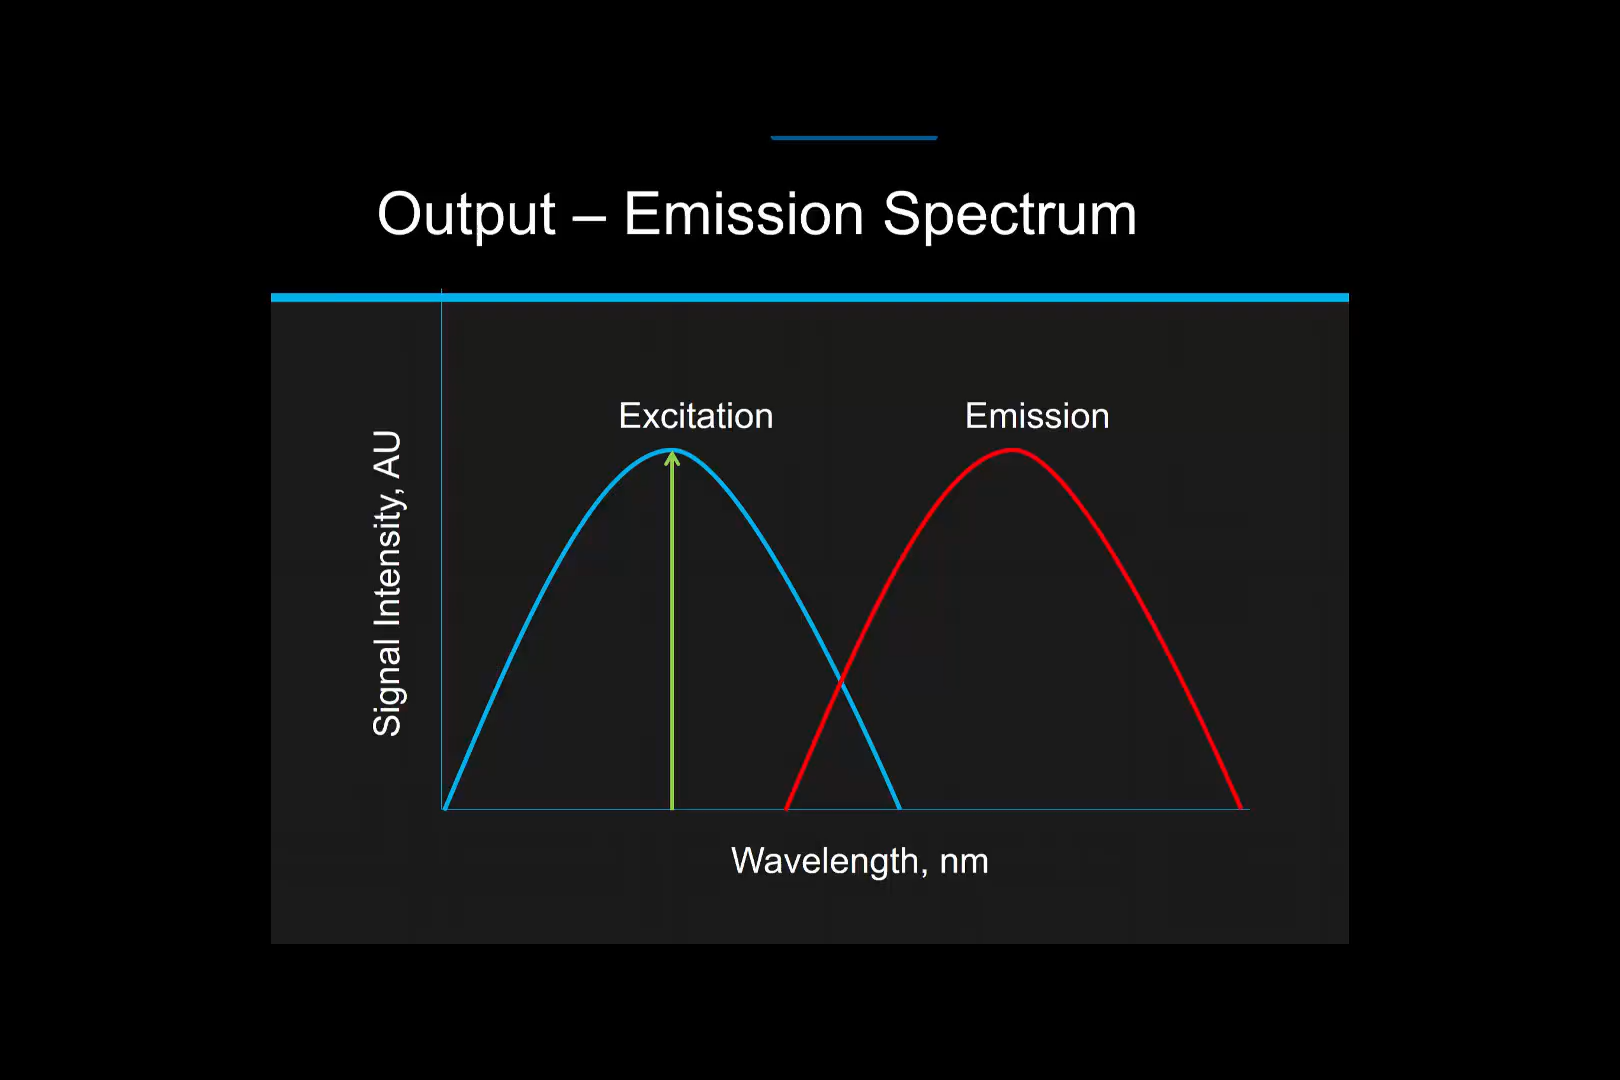 Output – Emission Spectrum
Excitation
Emission
Signal Intensity, AU
Wavelength, nm